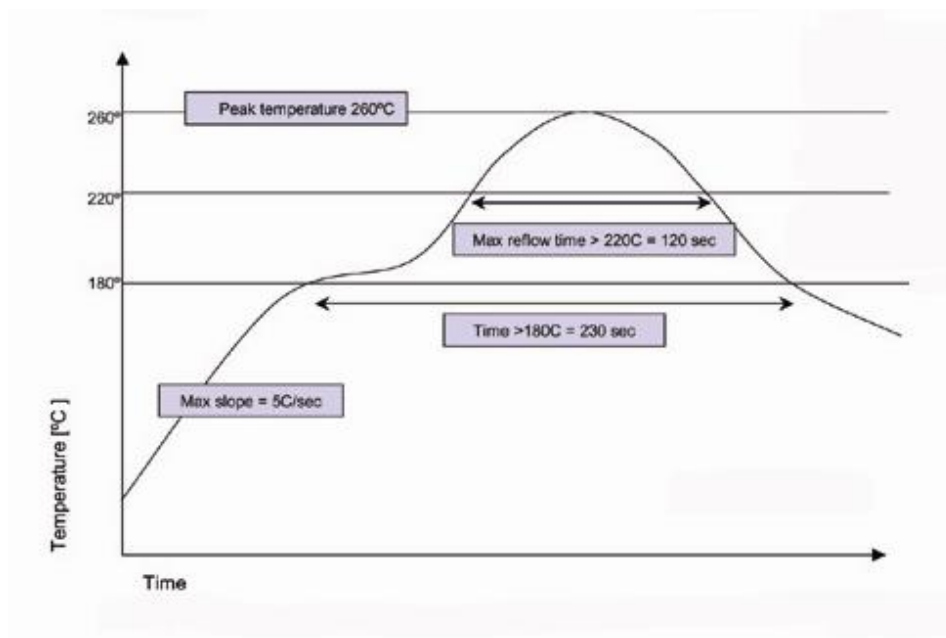 Peak temperature 260ºC
260º
220º
Max reflow time > 220C = 120 sec
180º
Time >180C = 230 sec
Max slope = 5C/sec
Temperature [ºC ]
Time